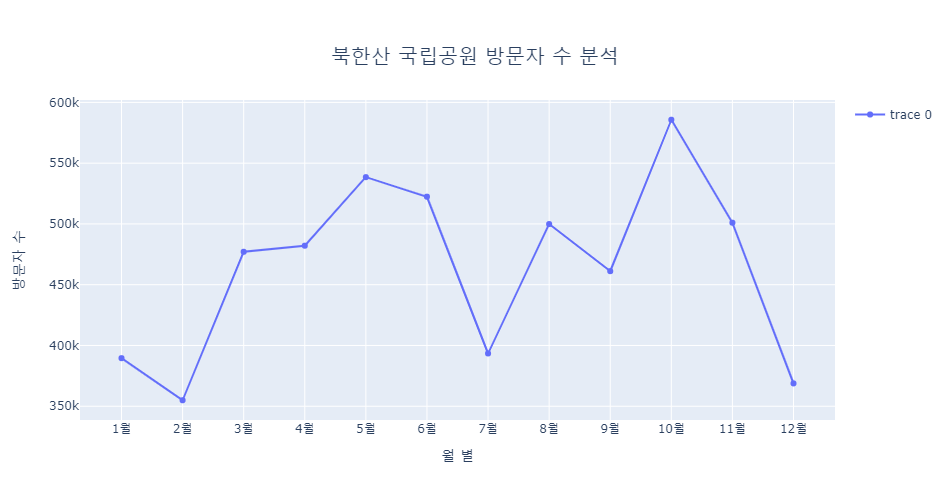 북한산 국립공원 방문자 수 분석
trace 0
방문자 수
600k
550k
500k
450k
400k
350k
1월 2월 3월 4월 5월 6월 7월 8월 9월 10월 11월 12월
월 별